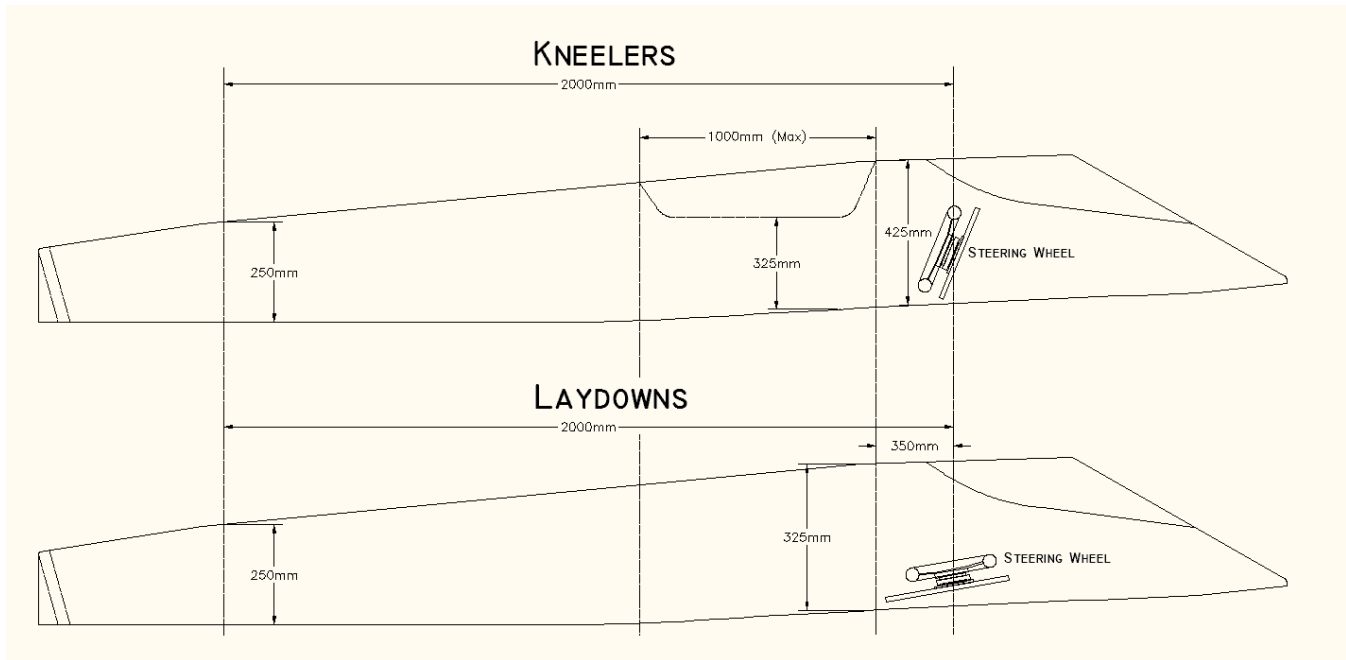 KNEELERS
2000mm
1000mm (Max)
425mm
STEERING WHEEL
325mm
250mm
LAYDOWNS
2000mm
350mm
325mm
STEERING WHEEL
250mm